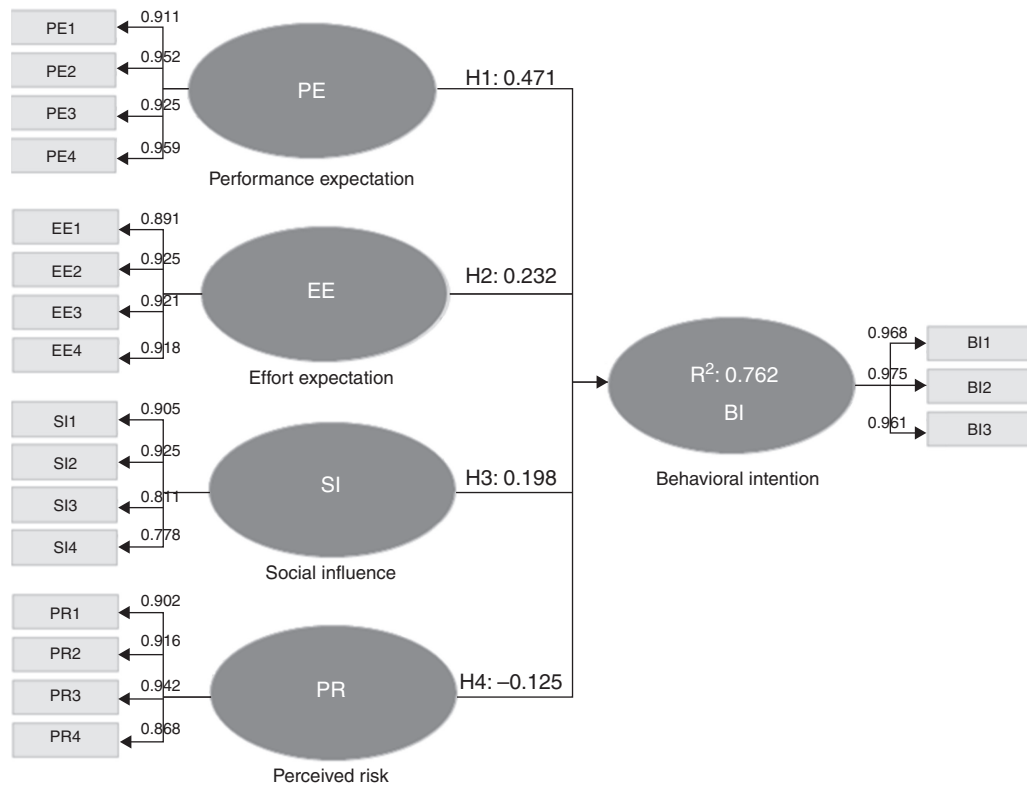 PE1
0.911
PE2
0.952
PE3
0.925
PE4
0.959
PE
Performance expectation
H1: 0.471
EE1
0.891
EE2
0.925
EE3
0.921
EE4
0.918
EE
Effort expectation
H2: 0.232
SI1
0.905
SI2
0.925
SI3
0.811
SI4
0.778
SI
Social influence
H3: 0.198
PR1
0.902
PR2
0.916
PR3
0.942
PR4
0.868
PR
Perceived risk
H4: –0.125
R²: 0.762
BI
Behavioral intention
0.968
BI1
0.975
BI2
0.961
BI3